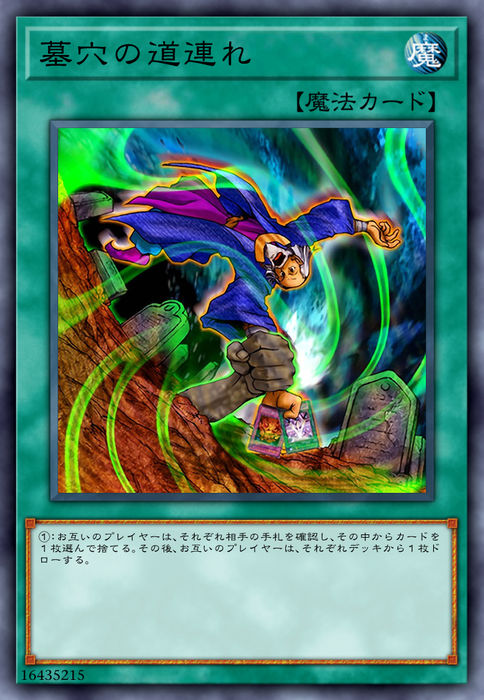 墓穴の道連れ
魔
【魔法カード】
①:お互いのプレイヤーは、それぞれ相手の手札を確認し、その中からカードを
1枚選んで捨てる。その後、お互いのプレイヤーは、それぞれデッキから1枚ド
ローする。
16435215